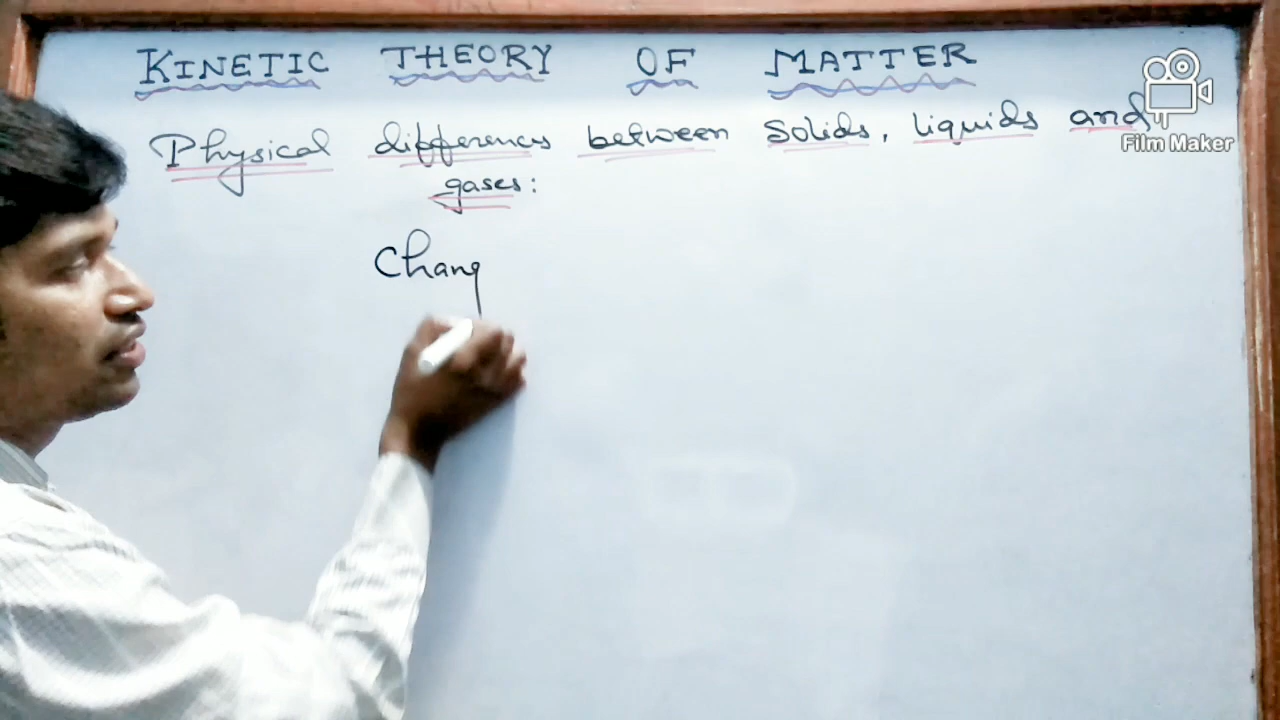 KINETIC THEORY OF MATTER
Physical differences between Solids, liquids and
gases:
Chang
Film Maker